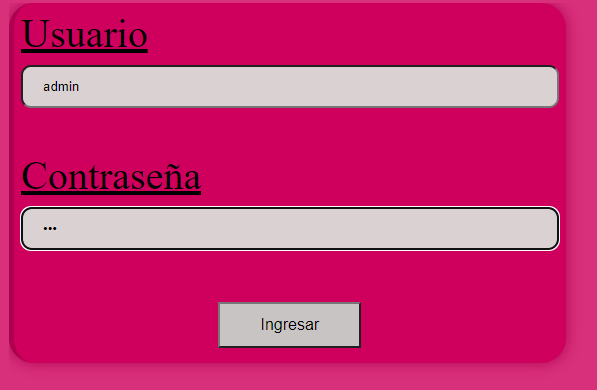 Usuario
admin
Contraseña
•••
Ingresar